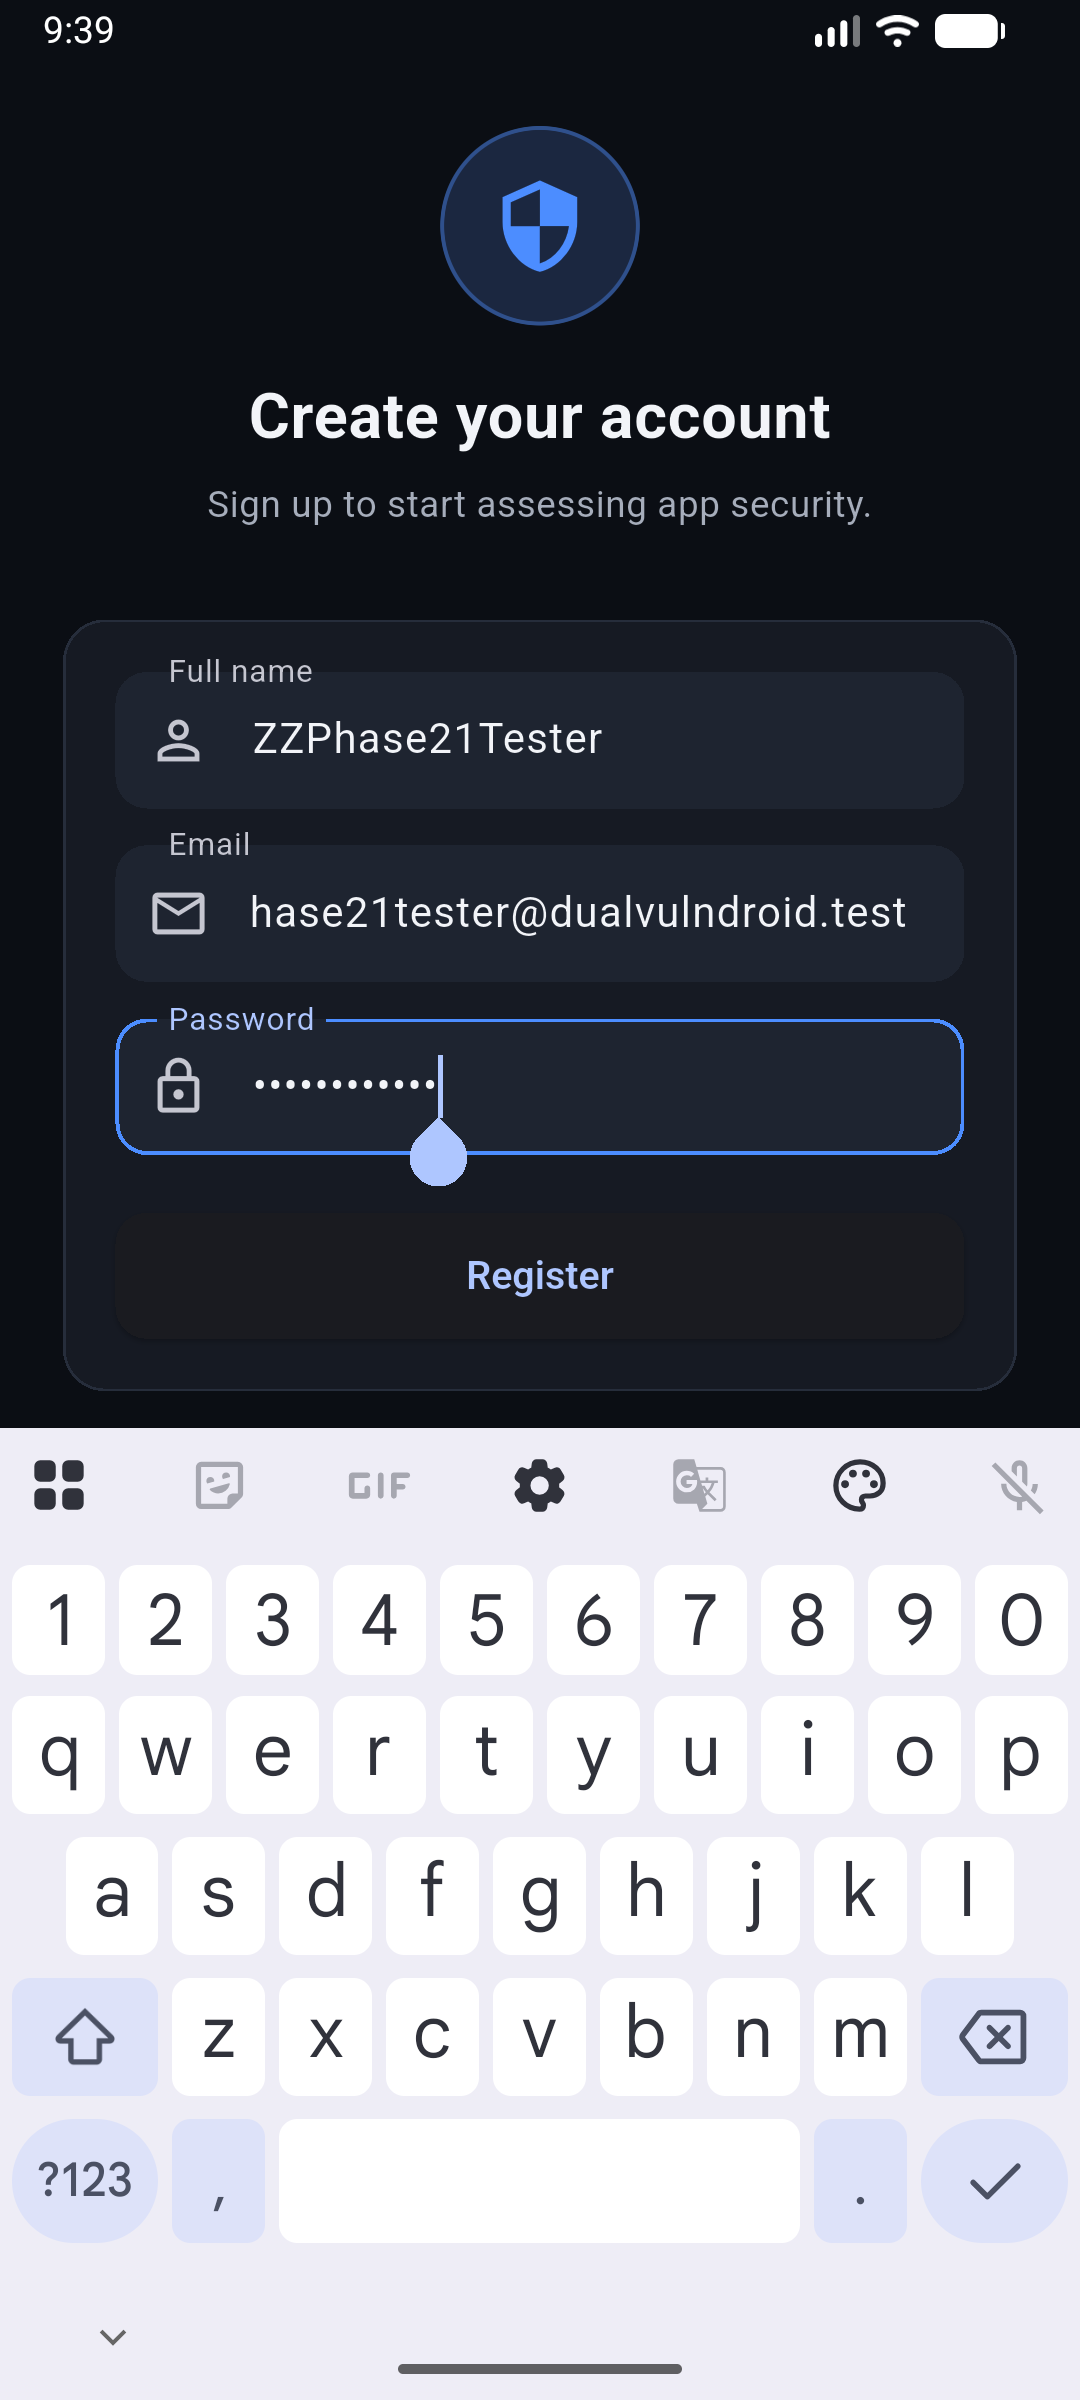 9:39
Create your account
Sign up to start assessing app security.
Full name
ZZPhase21Tester
Email
hase21tester@dualvulndroid.test
Password
••••••••••••
Register
GIF
G 文
1 2 3 4 5 6 7 8 9 0
q w e r t y u i o p
a s d f g h j k l
z x c v b n m
?123 , .